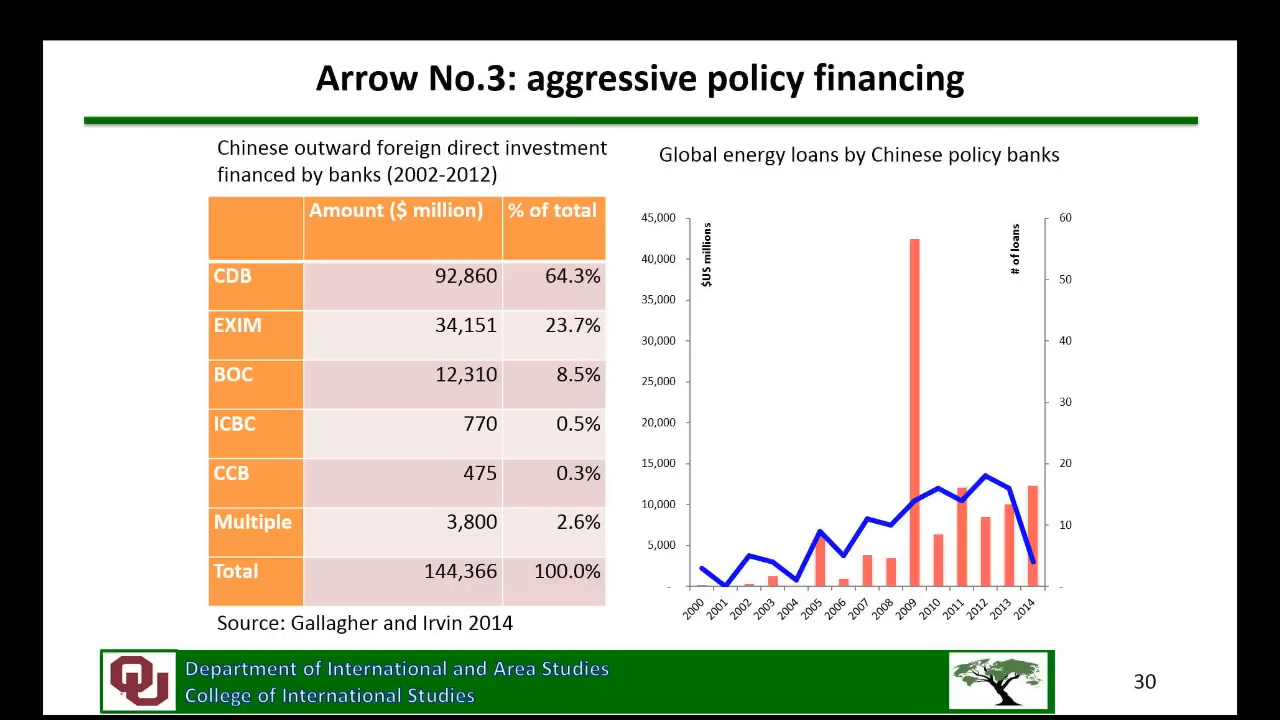 Arrow No.3: aggressive policy financing
Chinese outward foreign direct investment
financed by banks (2002-2012)
Amount ($ million) % of total
CDB 92,860 64.3%
EXIM 34,151 23.7%
BOC 12,310 8.5%
ICBC 770 0.5%
CCB 475 0.3%
Multiple 3,800 2.6%
Total 144,366 100.0%
Source: Gallagher and Irvin 2014
Global energy loans by Chinese policy banks
$US millions
# of loans
45,000
40,000
35,000
30,000
25,000
20,000
15,000
10,000
5,000
-
60
50
40
30
20
10
-
2000 2001 2002 2003 2004 2005 2006 2007 2008 2009 2010 2011 2012 2013 2014
OU
Department of International and Area Studies
College of International Studies
30